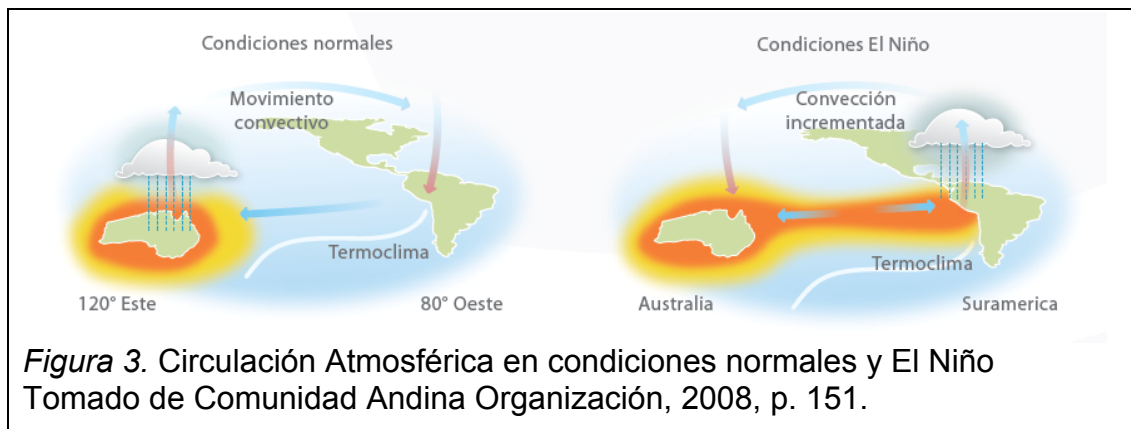 Condiciones normales
Movimiento
convectivo
Termoclima
120° Este
80° Oeste
Condiciones El Niño
Convección
incrementada
Termoclima
Australia
Suramerica
Figura 3. Circulación Atmosférica en condiciones normales y El Niño
Tomado de Comunidad Andina Organización, 2008, p. 151.